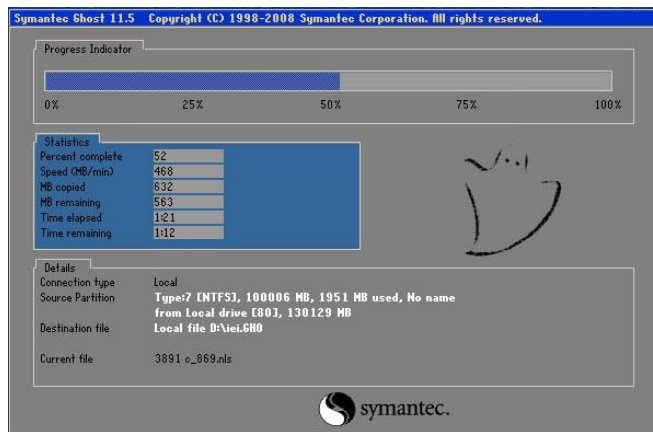 Symantec Ghost 11.5 Copyright (C) 1998-2008 Symantec Corporation. All rights reserved.
Progress Indicator
0% 25% 50% 75% 100%
Statistics
Percent complete 52
Speed (MB/min) 468
MB copied 632
MB remaining 563
Time elapsed 1:21
Time remaining 1:12
Details
Connection type Local
Source Partition Type:7 [NTFS], 100006 MB, 1951 MB used, No name
from Local drive [80], 130129 MB
Destination file Local file D:\iei.GHO
Current file 3891 c_869.nls
symantec.